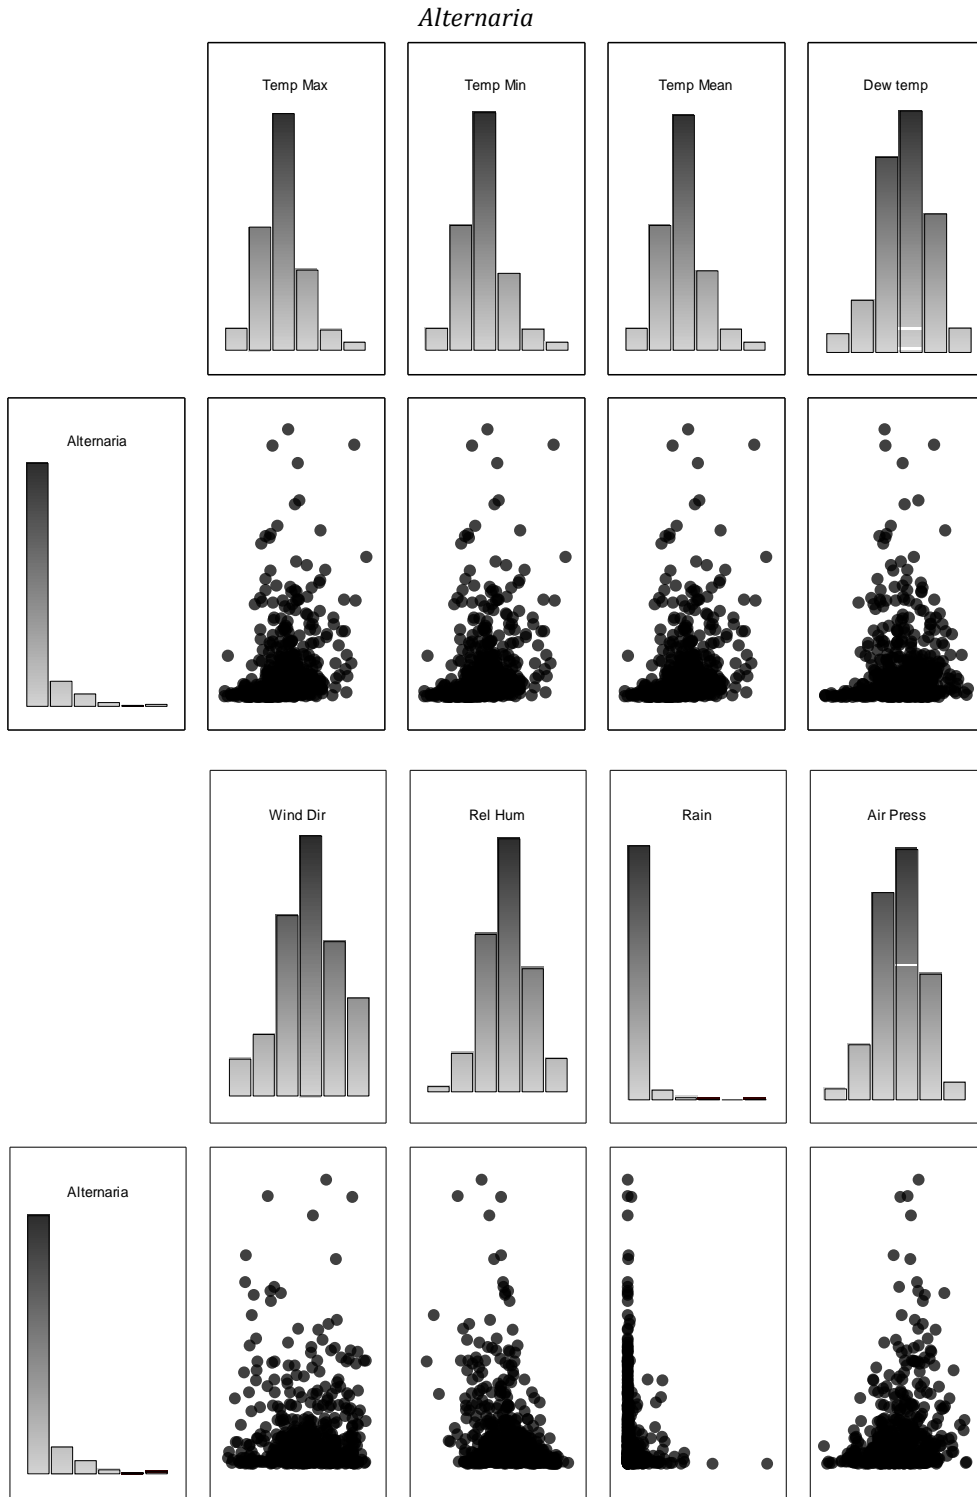 Alternaria
Temp Max
Temp Min
Temp Mean
Dew temp
Alternaria
Wind Dir
Rel Hum
Rain
Air Press
Alternaria